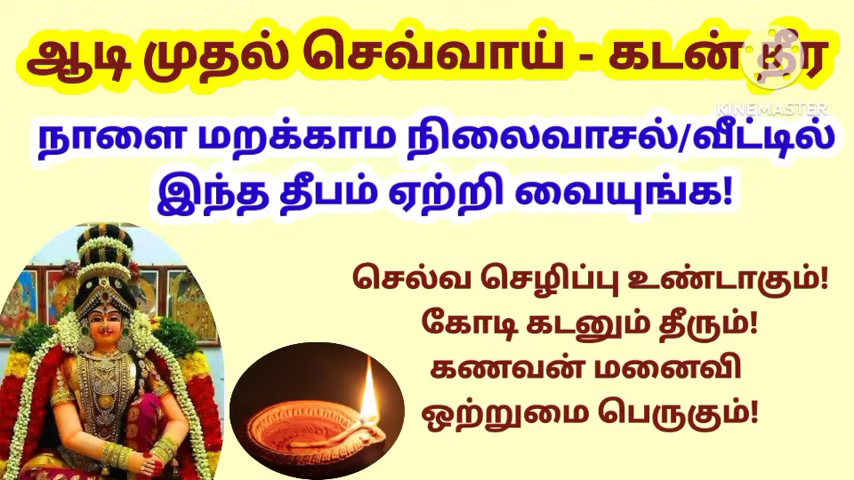 ஆடி முதல் செவ்வாய் - கடன் தீர
KINEMASTER
நாளை மறக்காம நிலைவாசல்/வீட்டில்
இந்த தீபம் ஏற்றி வையுங்க!
செல்வ செழிப்பு உண்டாகும்!
கோடி கடனும் தீரும்!
கணவன் மனைவி
ஒற்றுமை பெருகும்!